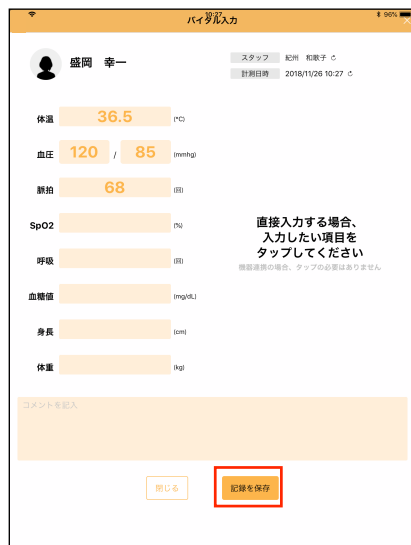 10:27
バイタル入力
96%
盛岡 幸一
スタッフ 紀州 和歌子
計測日時 2018/11/26 10:27
体温 36.5 (℃)
血圧 120 / 85 (mmhg)
脈拍 68 (回)
SpO2 (%)
呼吸 (回)
血糖値 (mg/dL)
身長 (cm)
体重 (kg)
直接入力する場合、
入力したい項目を
タップしてください
機器連携の場合、タップの必要はありません
コメントを記入
閉じる 記録を保存